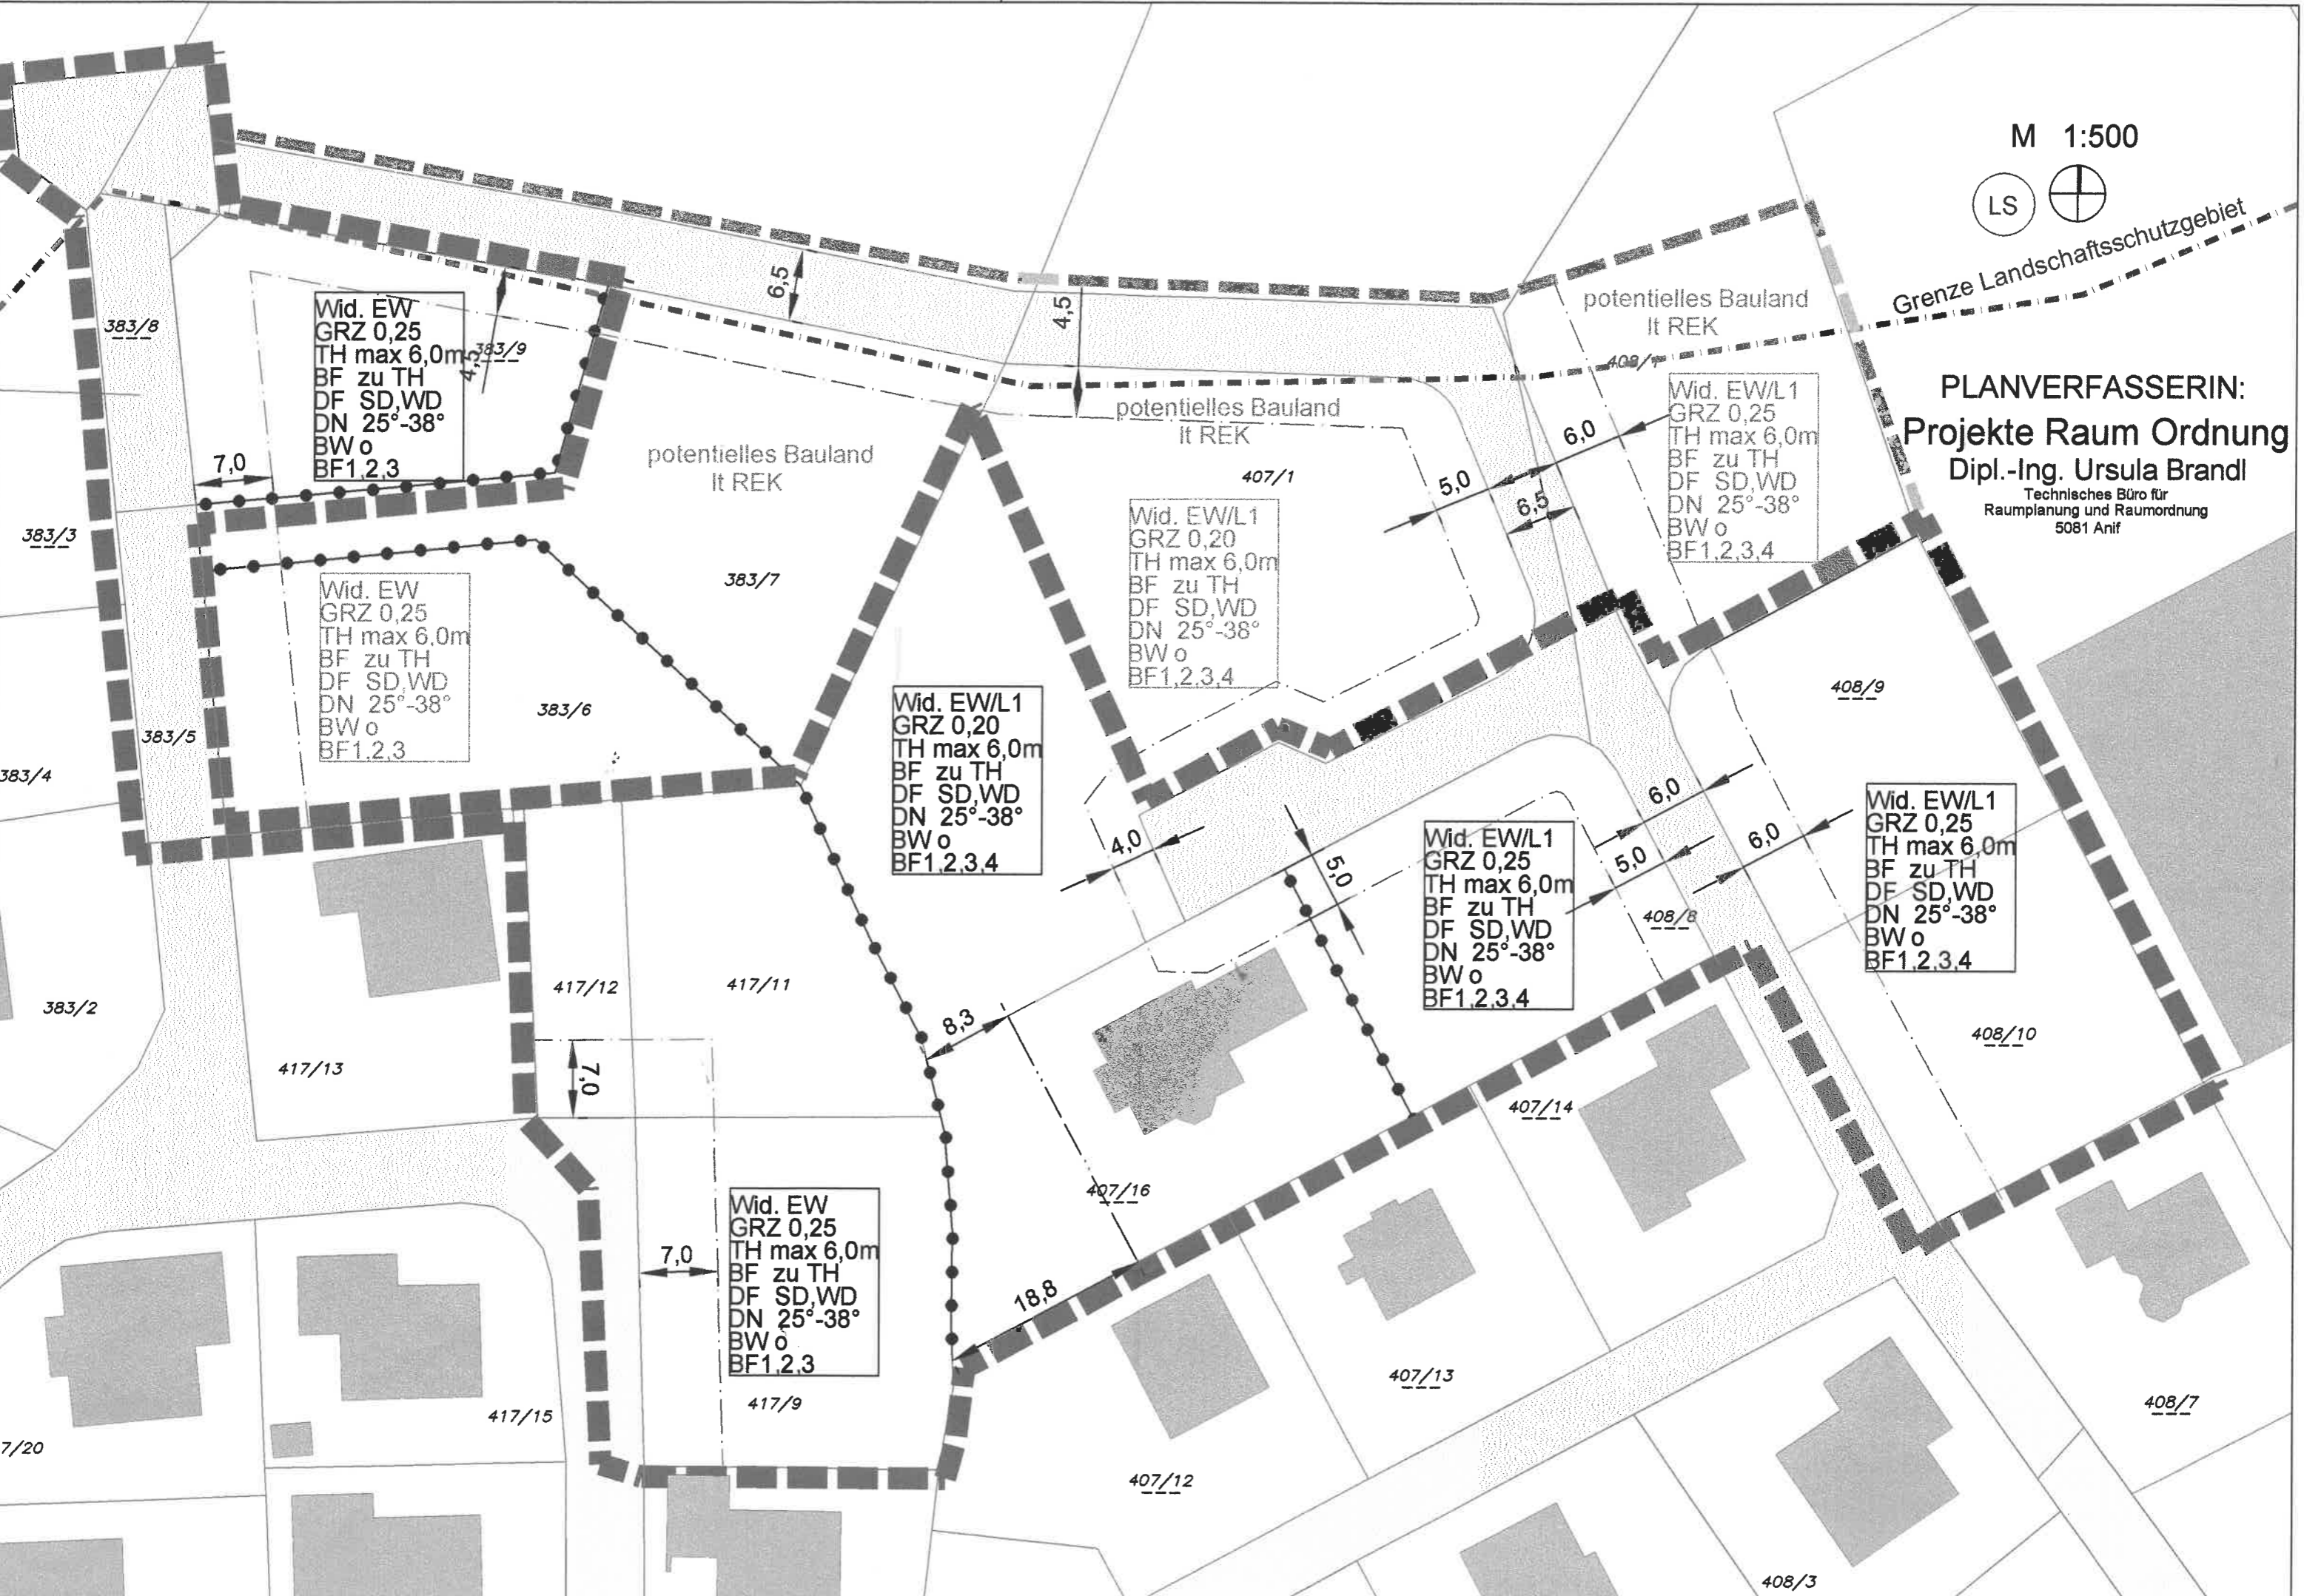 M 1:500
LS
Grenze Landschaftsschutzgebiet
PLANVERFASSERIN:
Projekte Raum Ordnung
Dipl.-Ing. Ursula Brandl
Technisches Büro für
Raumplanung und Raumordnung
5081 Anif
383/8
Wid. EW
GRZ 0,25
TH max 6,0m
BF zu TH
DF SD,WD
DN 25°-38°
BW o
BF1,2,3
4,5
383/9
7,0
6,5
4,5
potentielles Bauland
lt REK
potentielles Bauland
lt REK
407/1
potentielles Bauland
lt REK
408/1
Wid. EW/L1
GRZ 0,25
TH max 6,0m
BF zu TH
DF SD,WD
DN 25°-38°
BW o
BF1,2,3,4
6,0
5,0
6,5
Wid. EW/L1
GRZ 0,20
TH max 6,0m
BF zu TH
DF SD,WD
DN 25°-38°
BW o
BF1,2,3,4
383/3
383/7
Wid. EW
GRZ 0,25
TH max 6,0m
BF zu TH
DF SD,WD
DN 25°-38°
BW o
BF1,2,3
383/6
383/5
383/4
Wid. EW/L1
GRZ 0,20
TH max 6,0m
BF zu TH
DF SD,WD
DN 25°-38°
BW o
BF1,2,3,4
4,0
5,0
Wid. EW/L1
GRZ 0,25
TH max 6,0m
BF zu TH
DF SD,WD
DN 25°-38°
BW o
BF1,2,3,4
6,0
5,0
6,0
408/8
408/9
Wid. EW/L1
GRZ 0,25
TH max 6,0m
BF zu TH
DF SD,WD
DN 25°-38°
BW o
BF1,2,3,4
408/10
383/2
417/13
417/12
417/11
7,0
8,3
407/14
407/16
Wid. EW
GRZ 0,25
TH max 6,0m
BF zu TH
DF SD,WD
DN 25°-38°
BW o
BF1,2,3
7,0
18,8
417/9
417/15
7/20
407/13
407/12
408/7
408/3